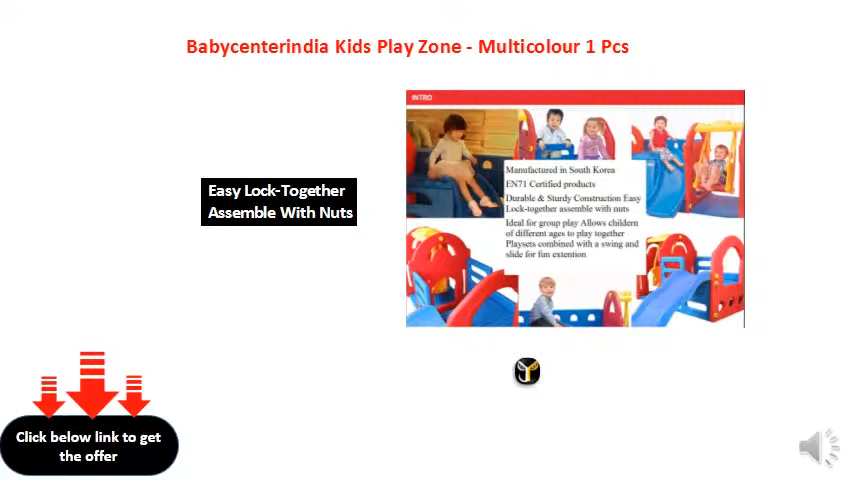 Babycenterindia Kids Play Zone - Multicolour 1 Pcs
INTRO
Easy Lock-Together
Assemble With Nuts
Manufactured in South Korea
EN71 Certified products
Durable & Sturdy Construction Easy
Lock-together assemble with nuts
Ideal for group play Allows childern
of different ages to play together
Playsets combined with a swing and
slide for fun extention
Click below link to get
the offer